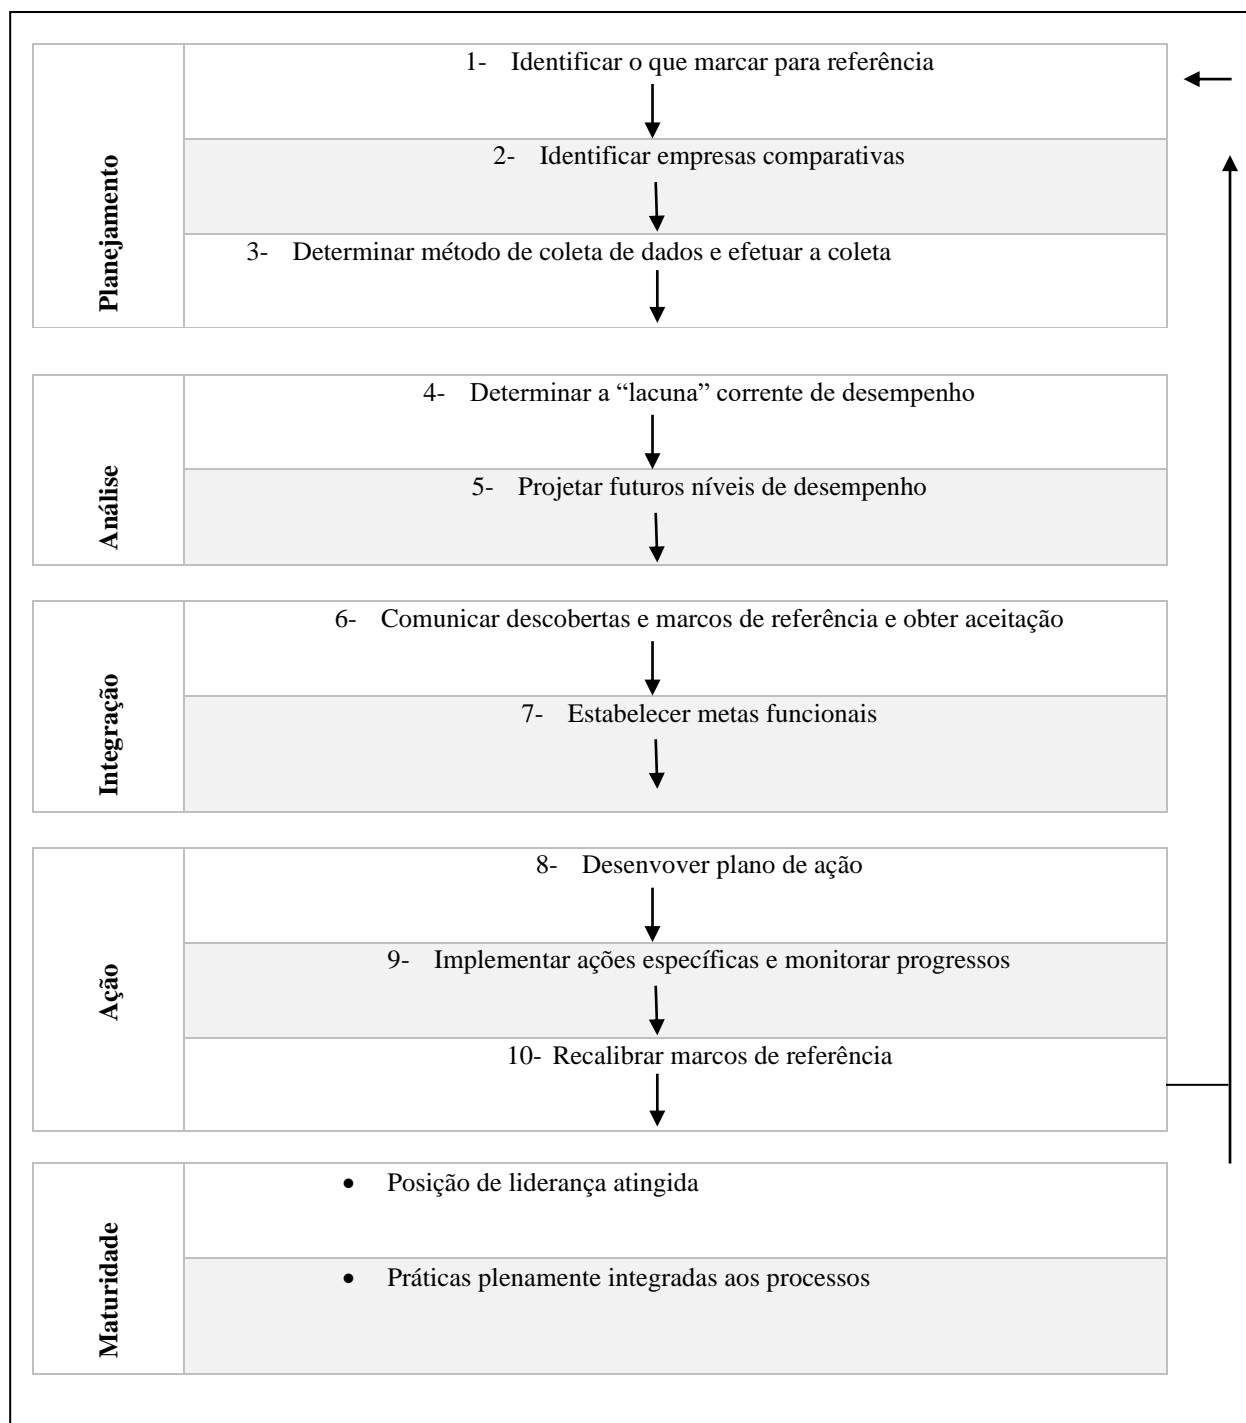 Planejamento
1- Identificar o que marcar para referência
2- Identificar empresas comparativas
3- Determinar método de coleta de dados e efetuar a coleta
Análise
4- Determinar a “lacuna” corrente de desempenho
5- Projetar futuros níveis de desempenho
Integração
6- Comunicar descobertas e marcos de referência e obter aceitação
7- Estabelecer metas funcionais
Ação
8- Desenvover plano de ação
9- Implementar ações específicas e monitorar progressos
10- Recalibrar marcos de referência
Maturidade
• Posição de liderança atingida
• Práticas plenamente integradas aos processos